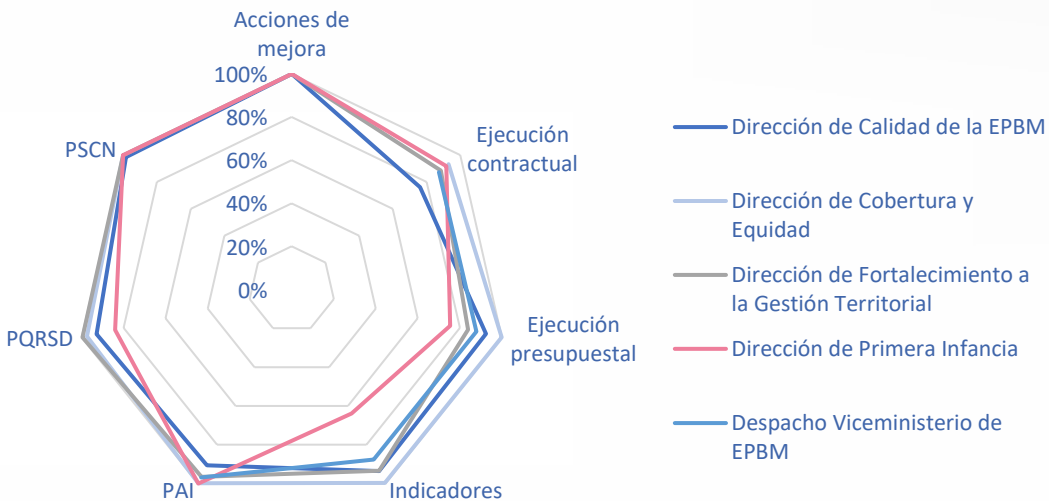 Acciones de
mejora
100%
80%
60%
40%
20%
0%
Ejecución
contractual
Ejecución
presupuestal
Indicadores
PAI
PQRSD
PSCN
Dirección de Calidad de la EPBM
Dirección de Cobertura y
Equidad
Dirección de Fortalecimiento a
la Gestión Territorial
Dirección de Primera Infancia
Despacho Viceministerio de
EPBM